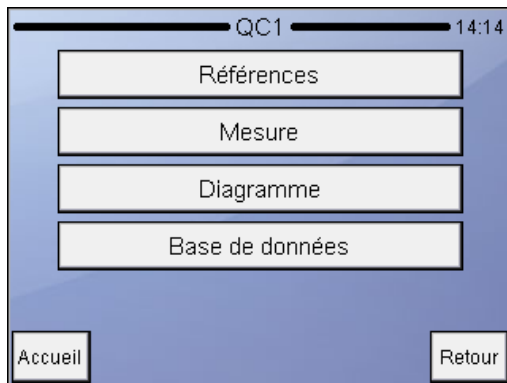 QC1 14:14
Références
Mesure
Diagramme
Base de données
Accueil Retour